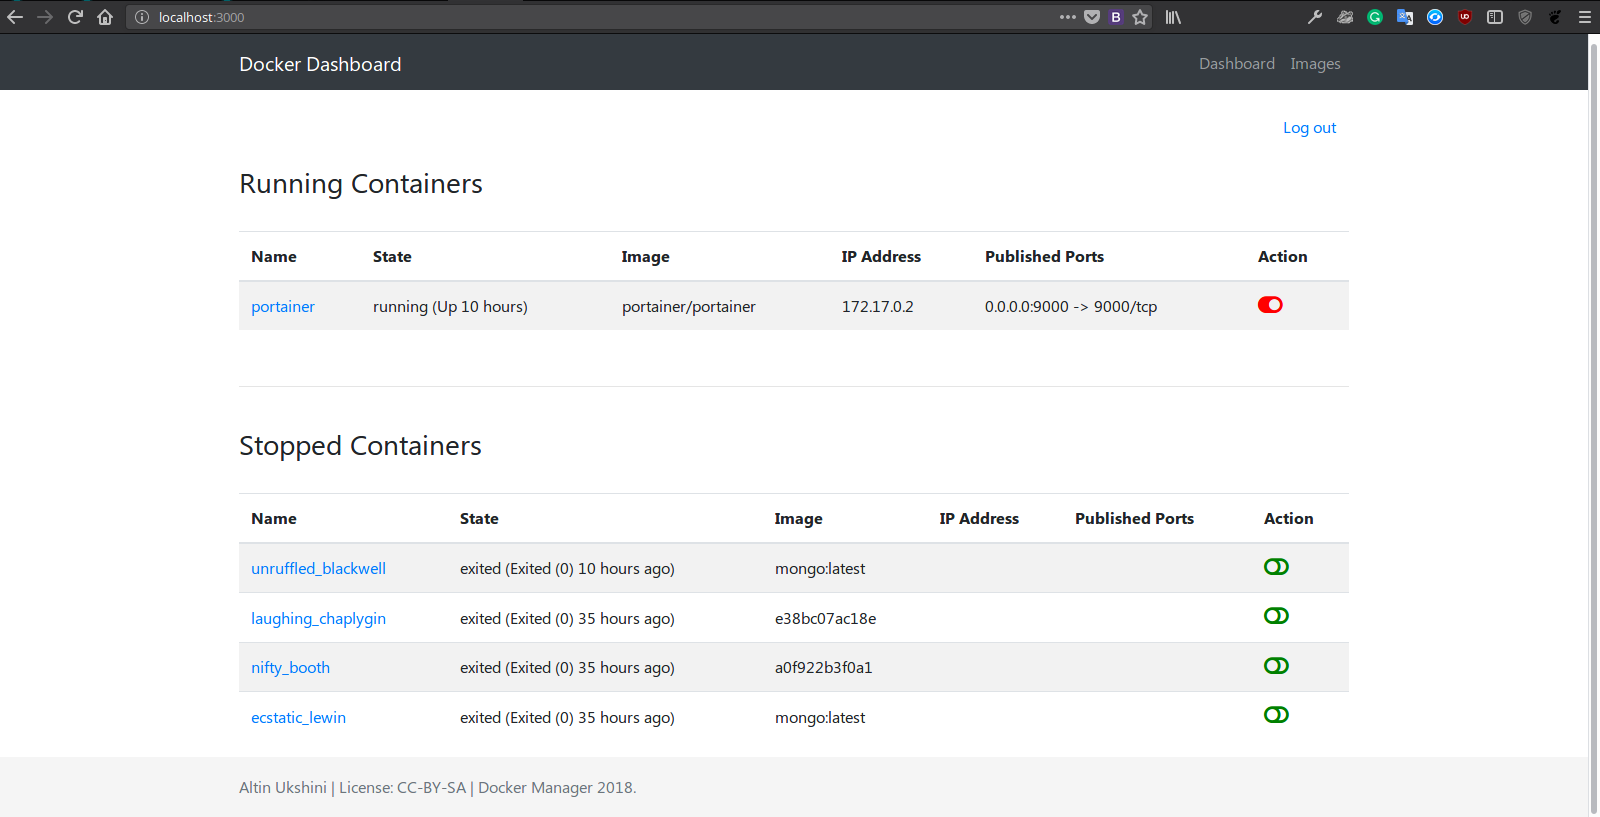 localhost:3000
Docker Dashboard Dashboard Images
Log out
Running Containers
Name State Image IP Address Published Ports Action
portainer running (Up 10 hours) portainer/portainer 172.17.0.2 0.0.0.0:9000 -> 9000/tcp
Stopped Containers
Name State Image IP Address Published Ports Action
unruffled_blackwell exited (Exited (0) 10 hours ago) mongo:latest
laughing_chaplygin exited (Exited (0) 35 hours ago) e38bc07ac18e
nifty_booth exited (Exited (0) 35 hours ago) a0f922b3f0a1
ecstatic_lewin exited (Exited (0) 35 hours ago) mongo:latest
Altin Ukshini | License: CC-BY-SA | Docker Manager 2018.